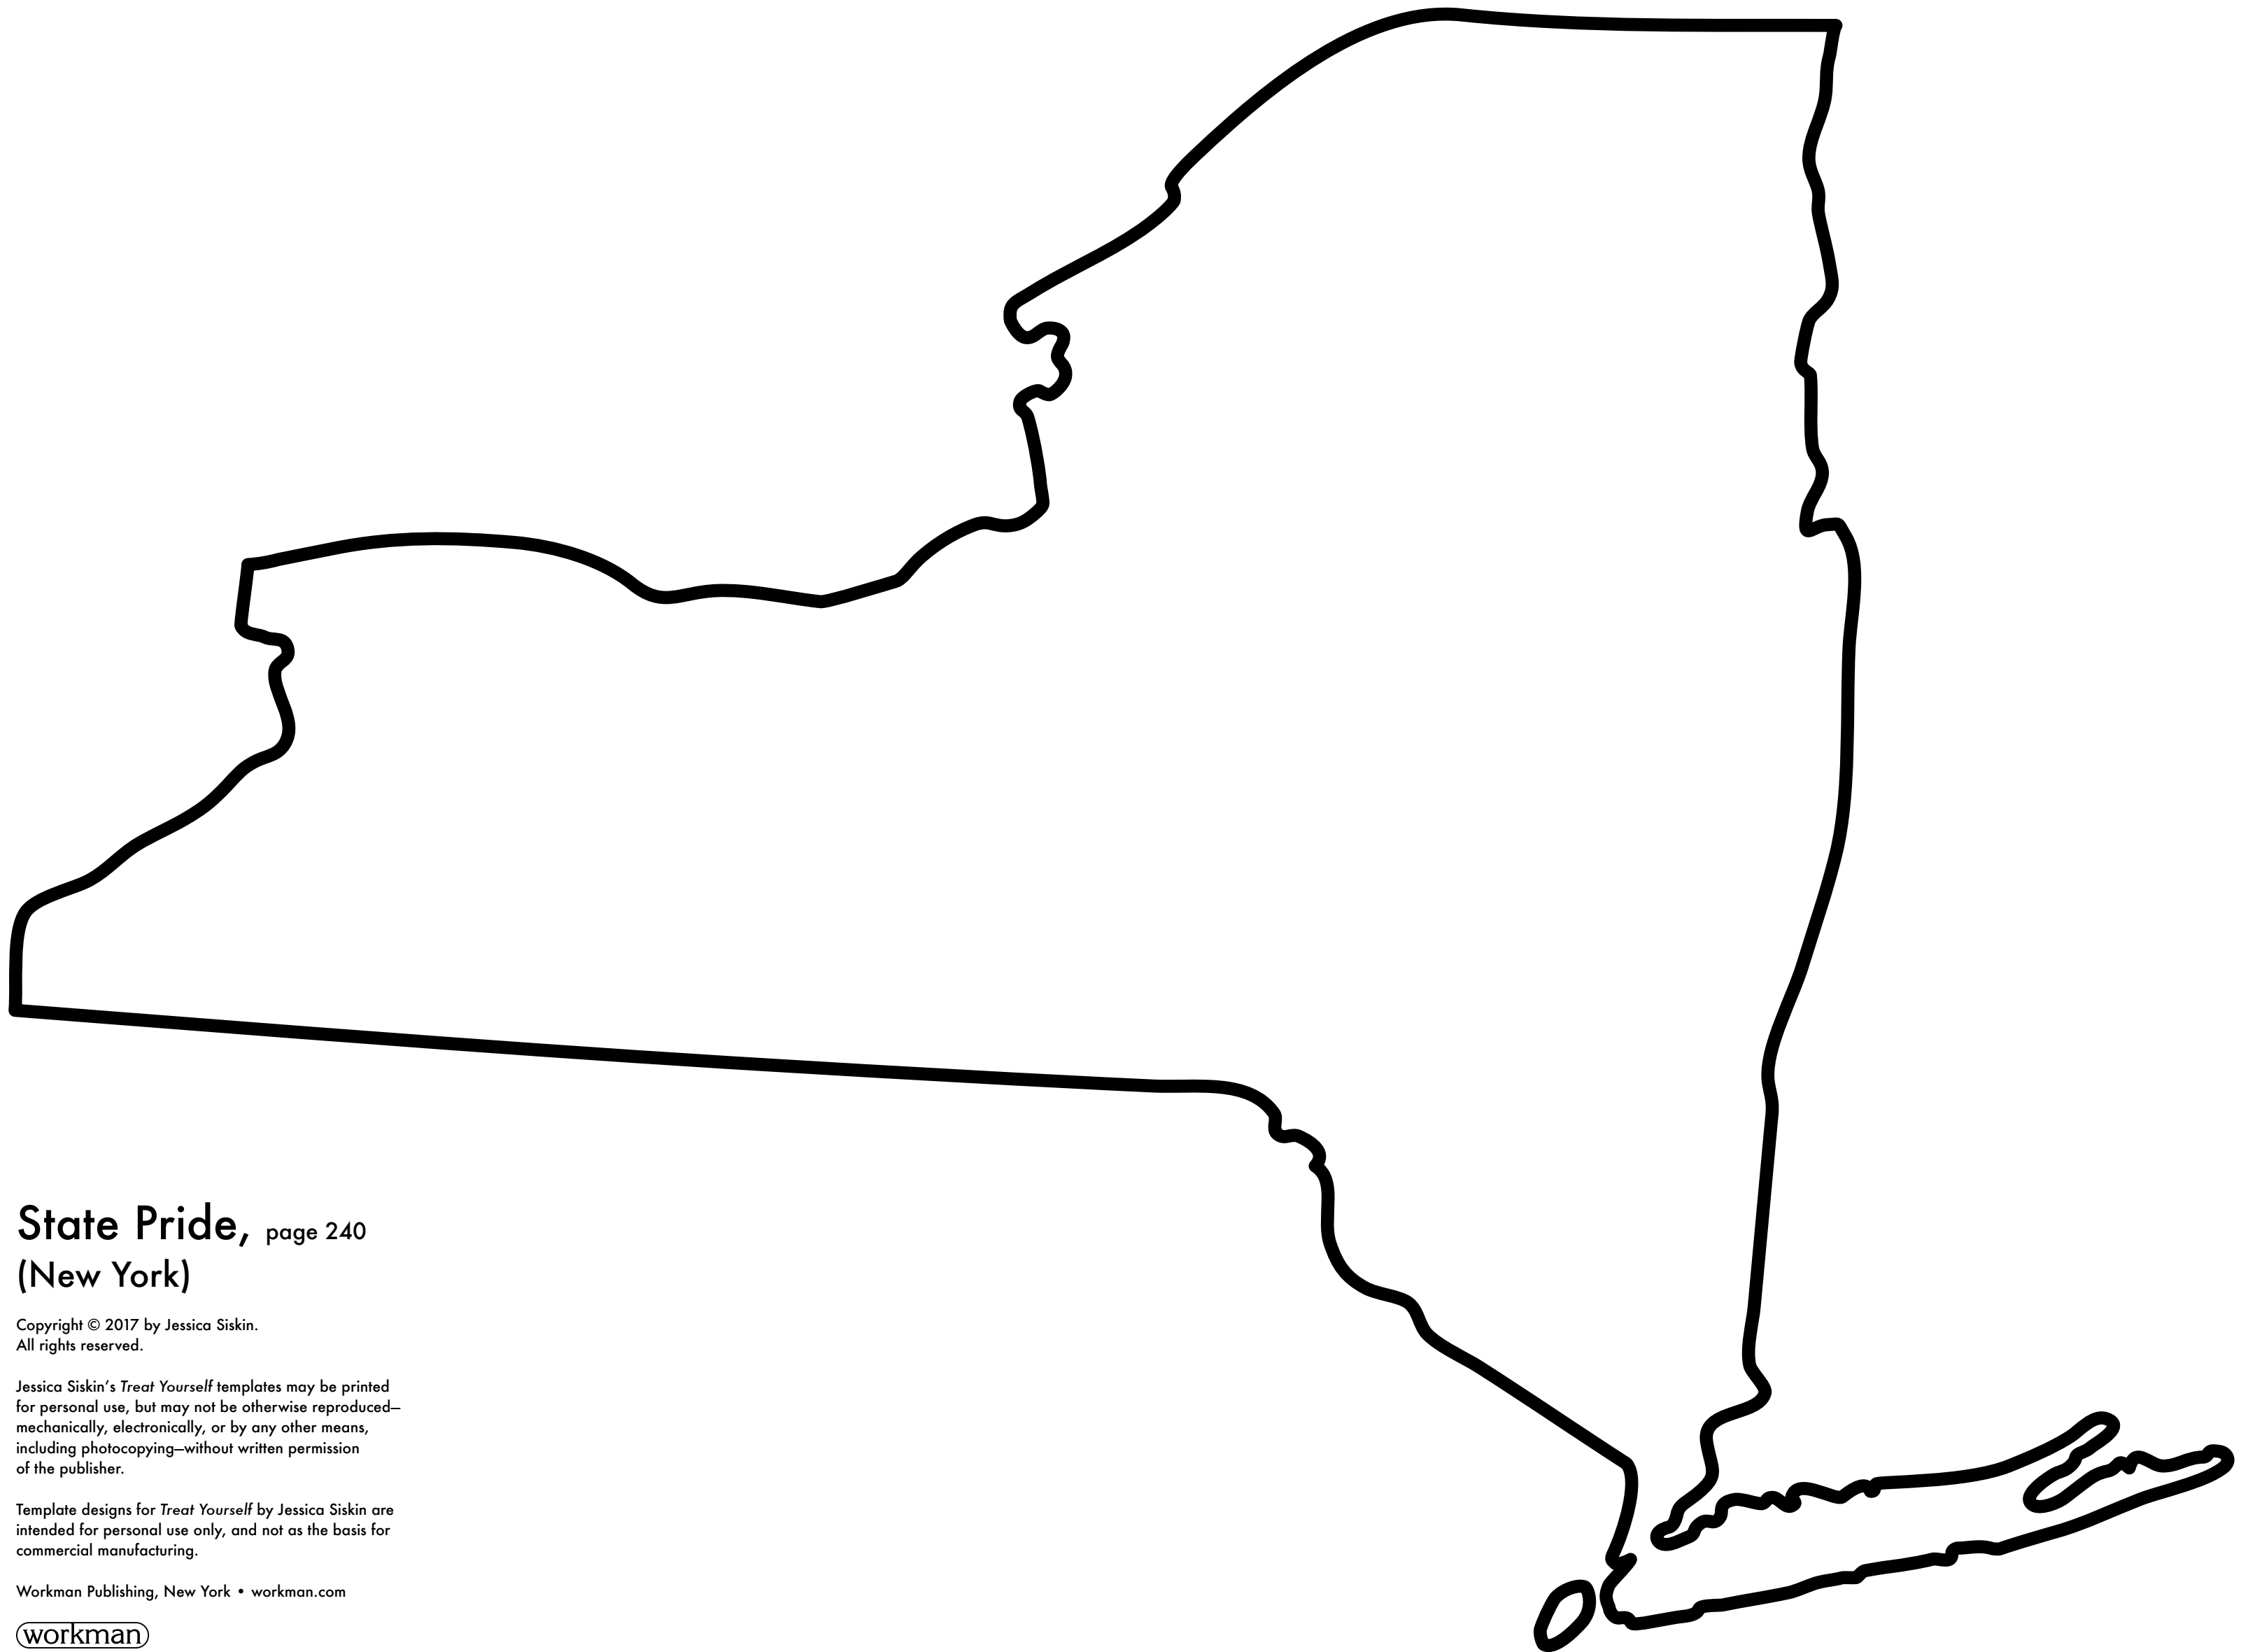 State Pride, page 240
(New York)
Copyright © 2017 by Jessica Siskin.
All rights reserved.
Jessica Siskin’s Treat Yourself templates may be printed
for personal use, but may not be otherwise reproduced—
mechanically, electronically, or by any other means,
including photocopying—without written permission
of the publisher.
Template designs for Treat Yourself by Jessica Siskin are
intended for personal use only, and not as the basis for
commercial manufacturing.
Workman Publishing, New York • workman.com
workman